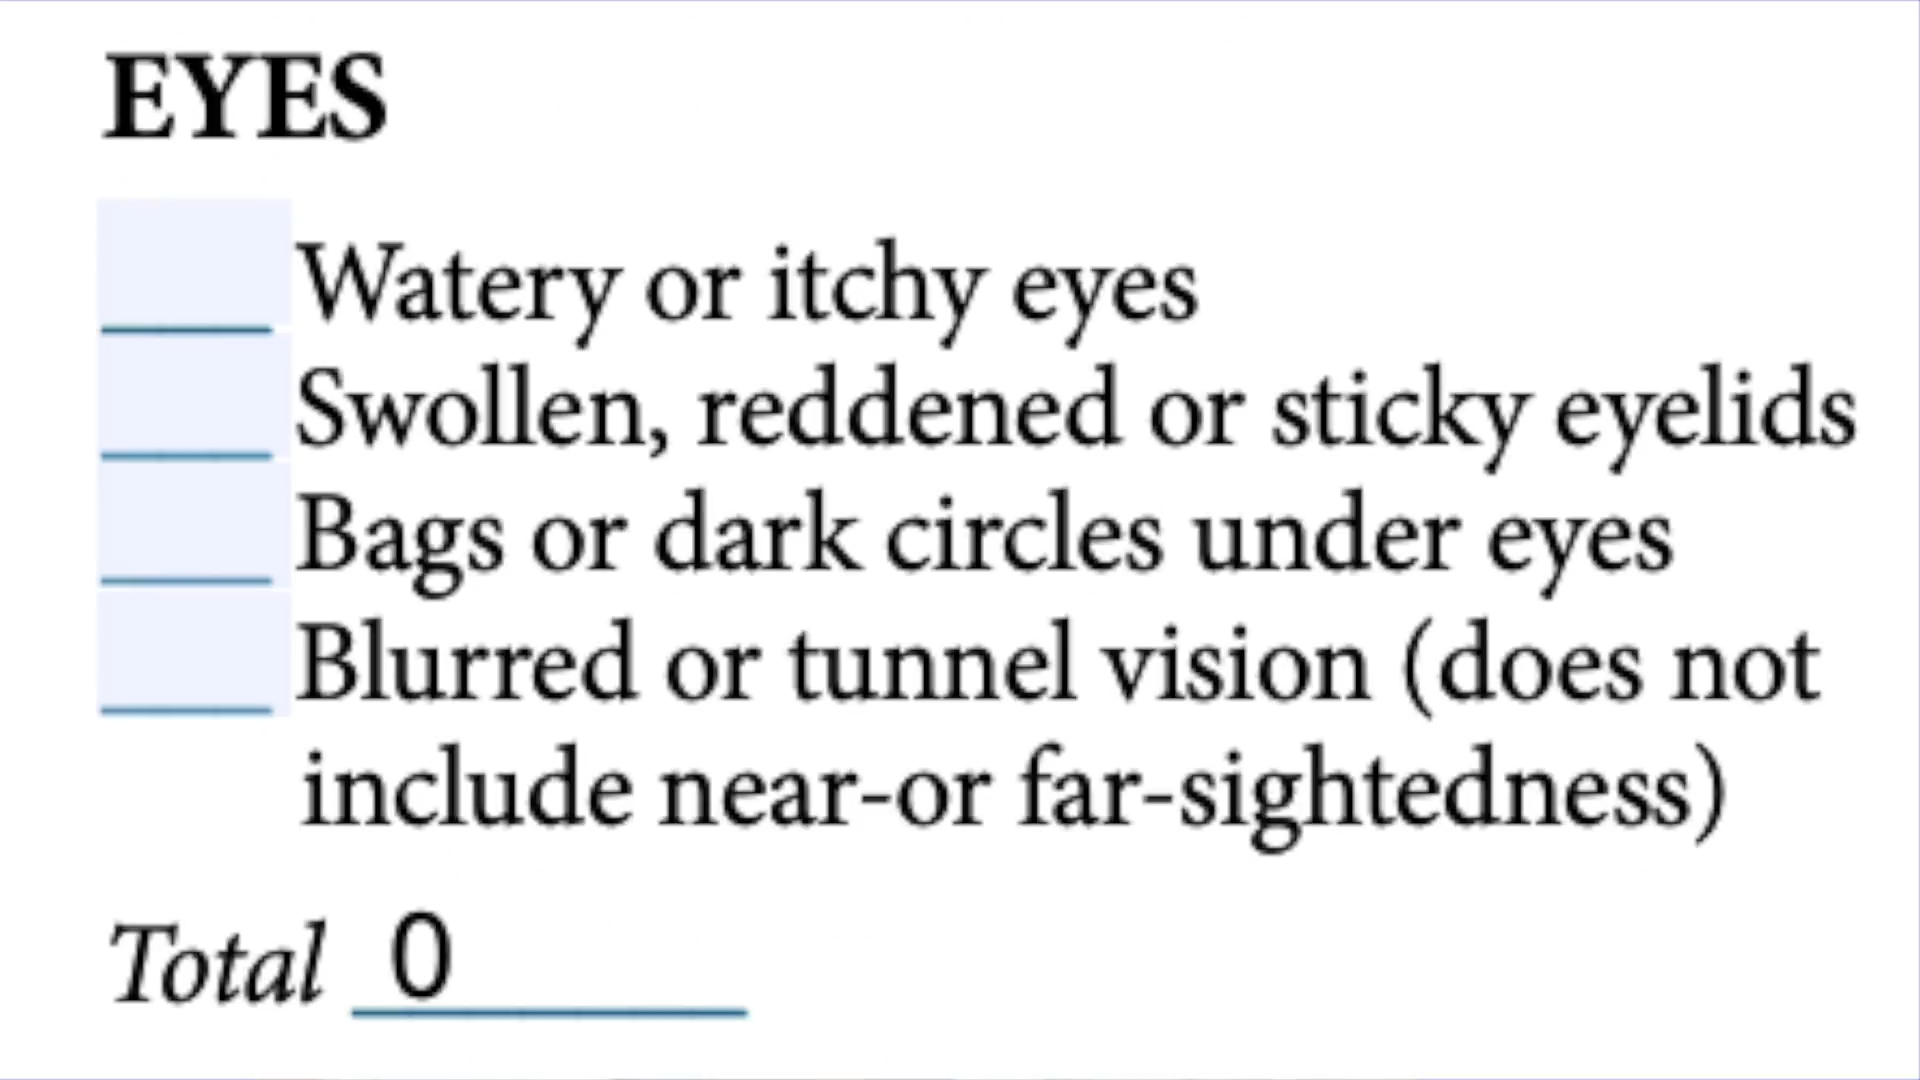 EYES
Watery or itchy eyes
Swollen, reddened or sticky eyelids
Bags or dark circles under eyes
Blurred or tunnel vision (does not
include near-or far-sightedness)
Total 0